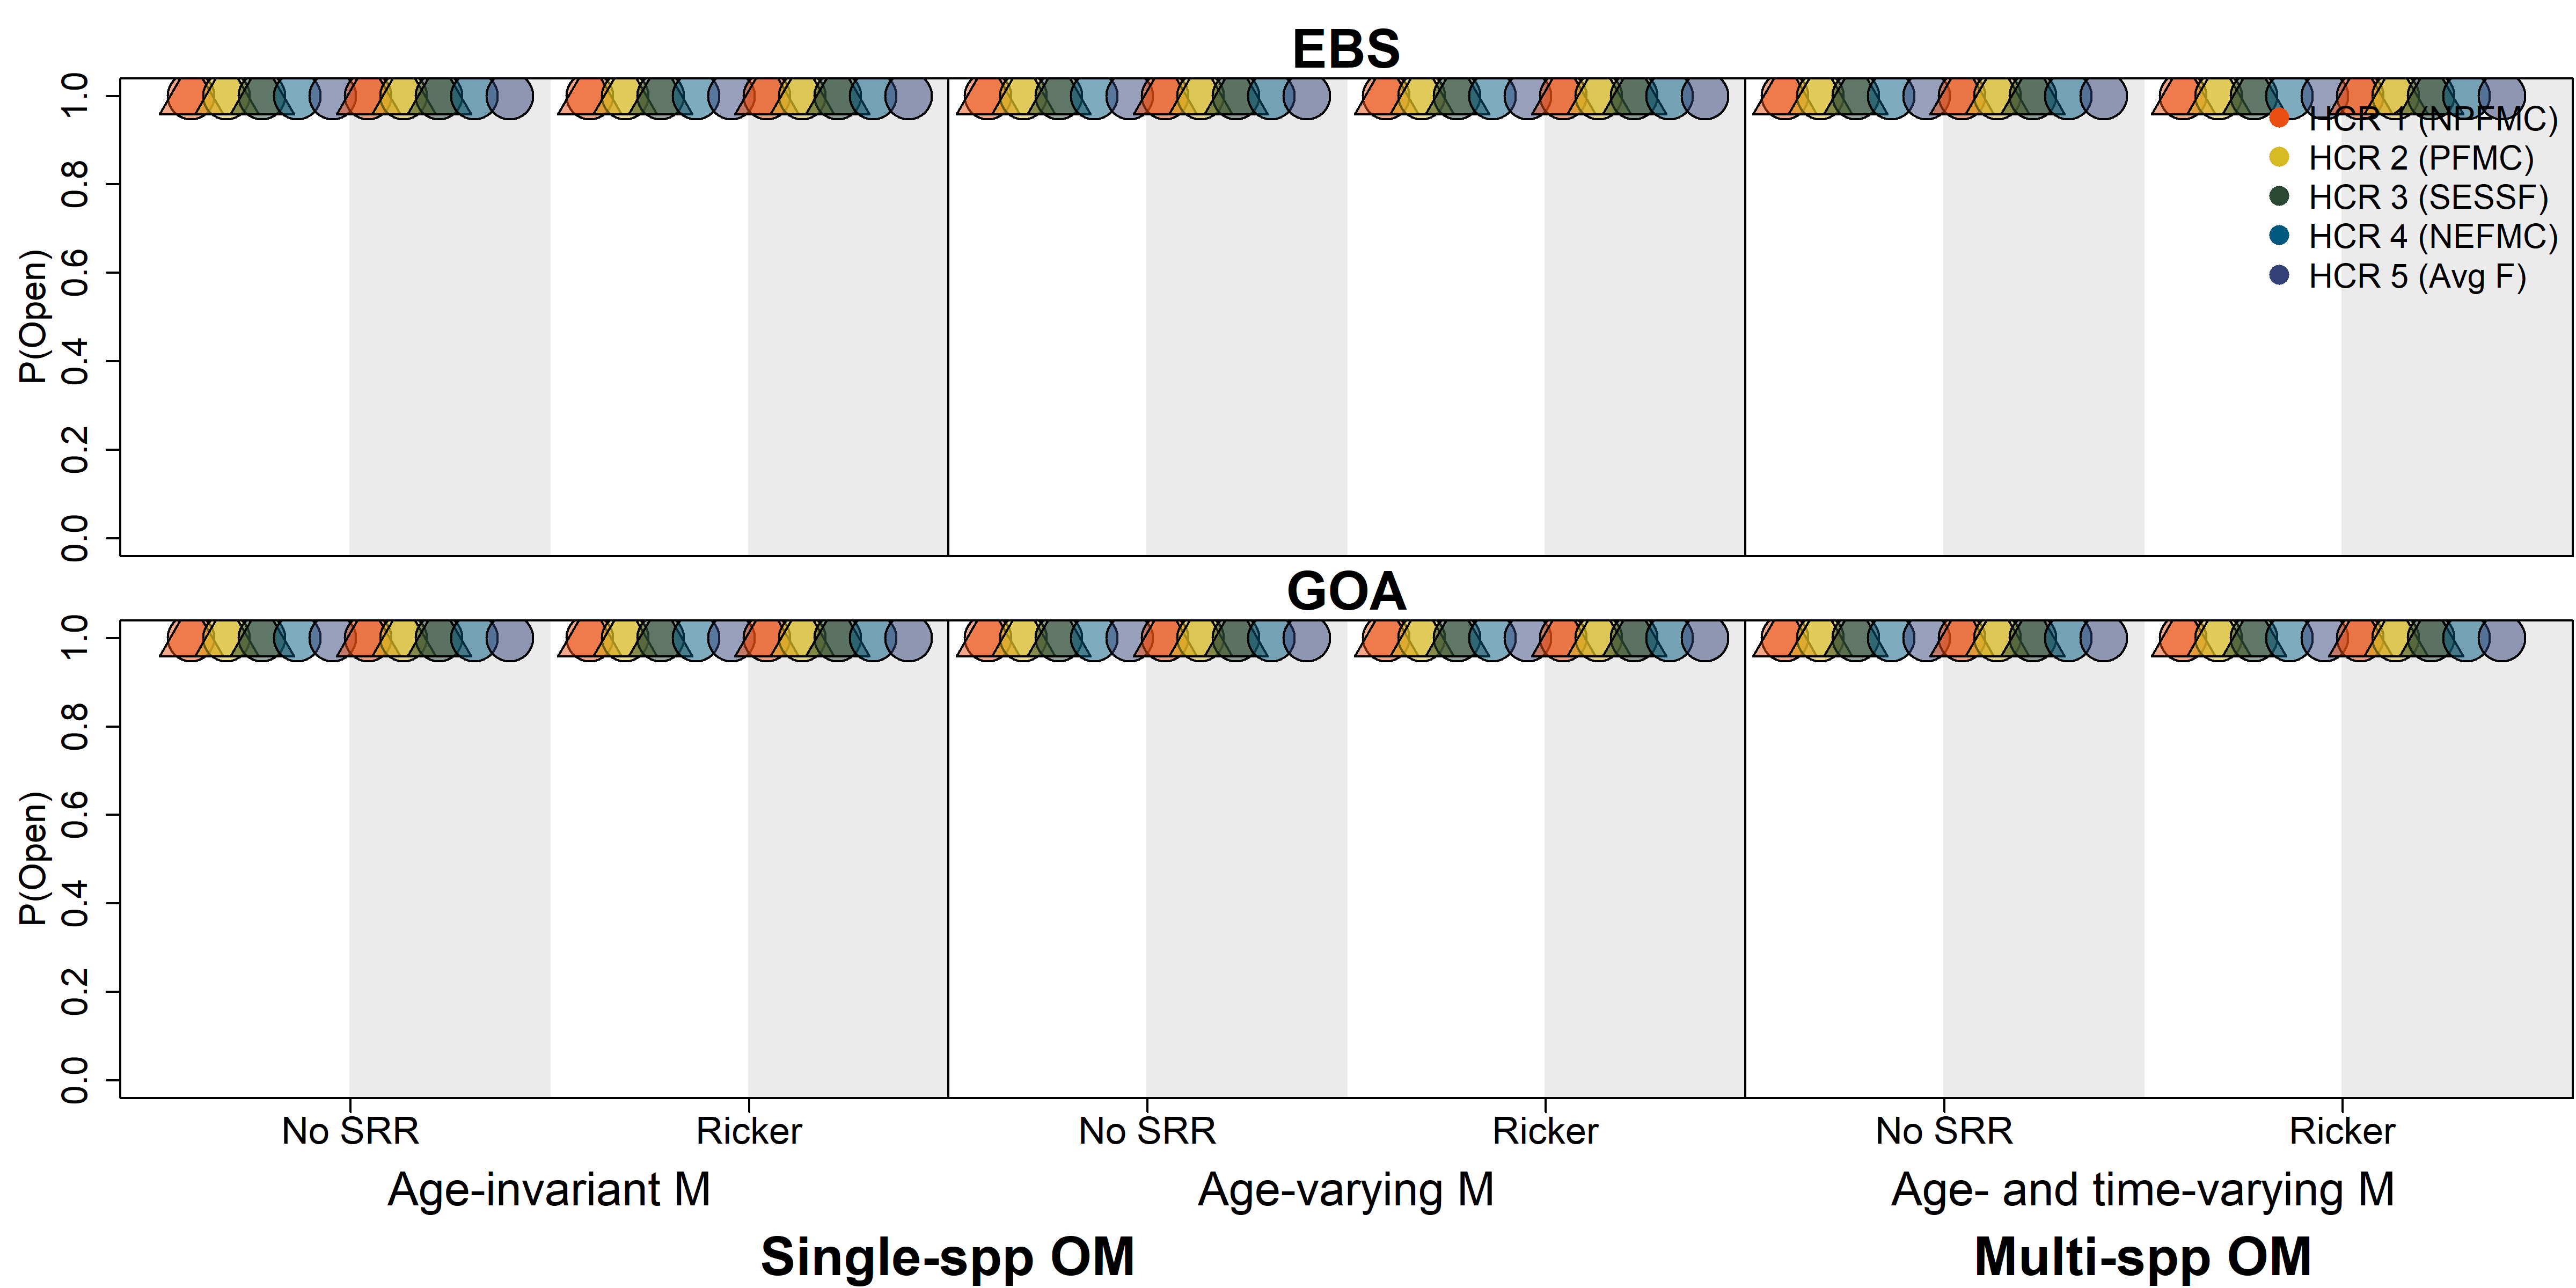 EBS
1.0
0.8
0.6
0.4
0.2
0.0
P(Open)
HCR 1 (NPFMC)
HCR 2 (PFMC)
HCR 3 (SESSF)
HCR 4 (NEFMC)
HCR 5 (Avg F)
GOA
1.0
0.8
0.6
0.4
0.2
0.0
P(Open)
No SRR Ricker No SRR Ricker No SRR Ricker
Age-invariant M Age-varying M Age- and time-varying M
Single-spp OM Multi-spp OM